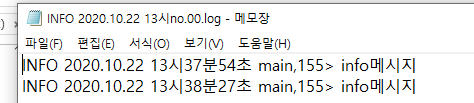 INFO 2020.10.22 13시no.00.log - 메모장
파일(F) 편집(E) 서식(O) 보기(V) 도움말(H)
INFO 2020.10.22 13시37분54초 main,155> info메시지
INFO 2020.10.22 13시38분27초 main,155> info메시지